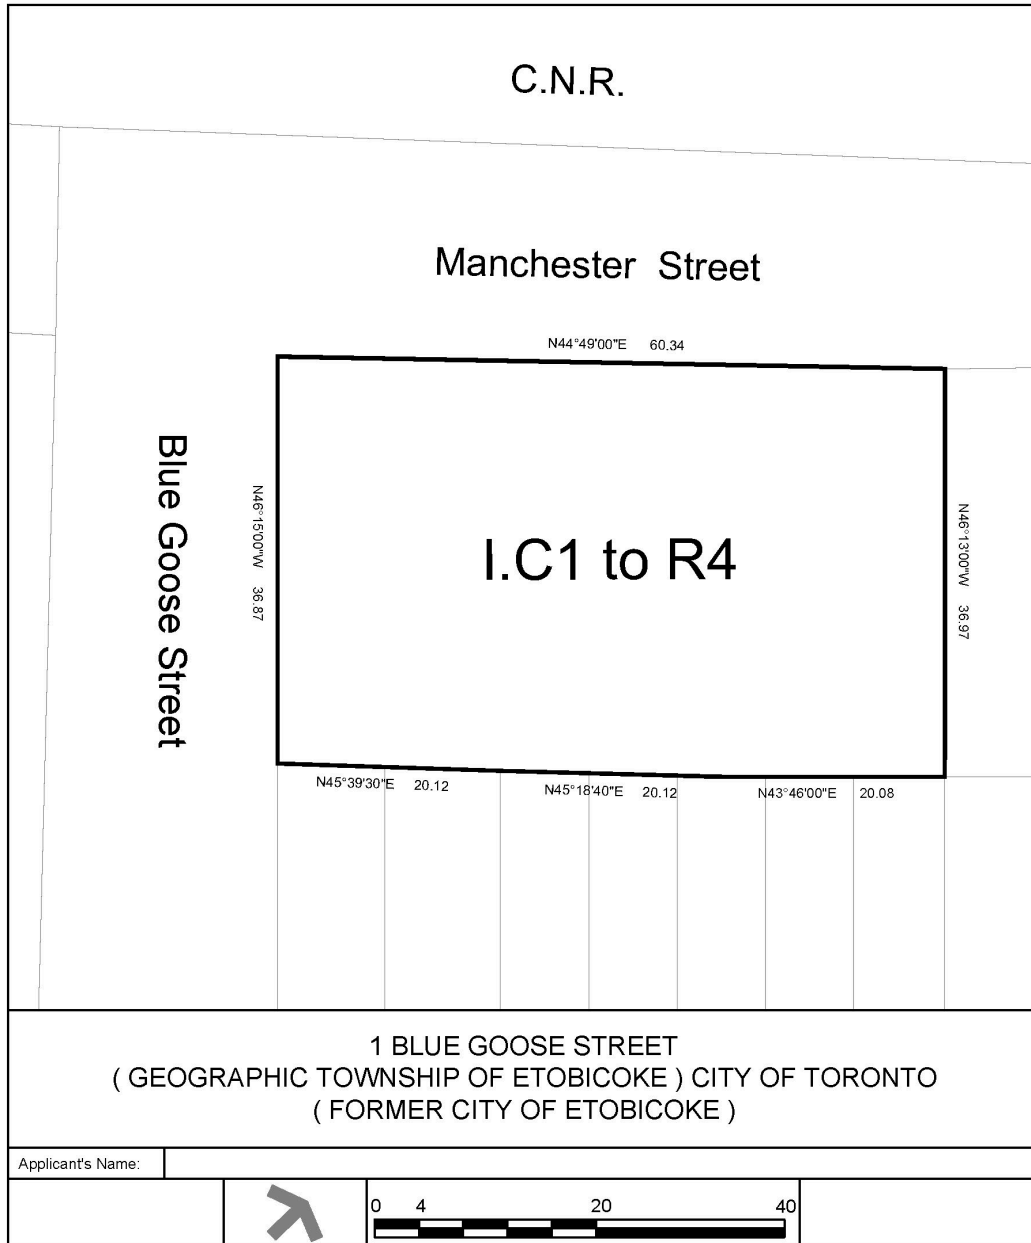 C.N.R.
Manchester Street
N44°49'00"E 60.34
Blue Goose Street
N46°15'00"W 36.87
I.C1 to R4
N46°13'00"W 36.97
N45°39'30"E 20.12
N45°18'40"E 20.12
N43°46'00"E 20.08
1 BLUE GOOSE STREET
( GEOGRAPHIC TOWNSHIP OF ETOBICOKE ) CITY OF TORONTO
( FORMER CITY OF ETOBICOKE )
Applicant's Name:
0 4 20 40